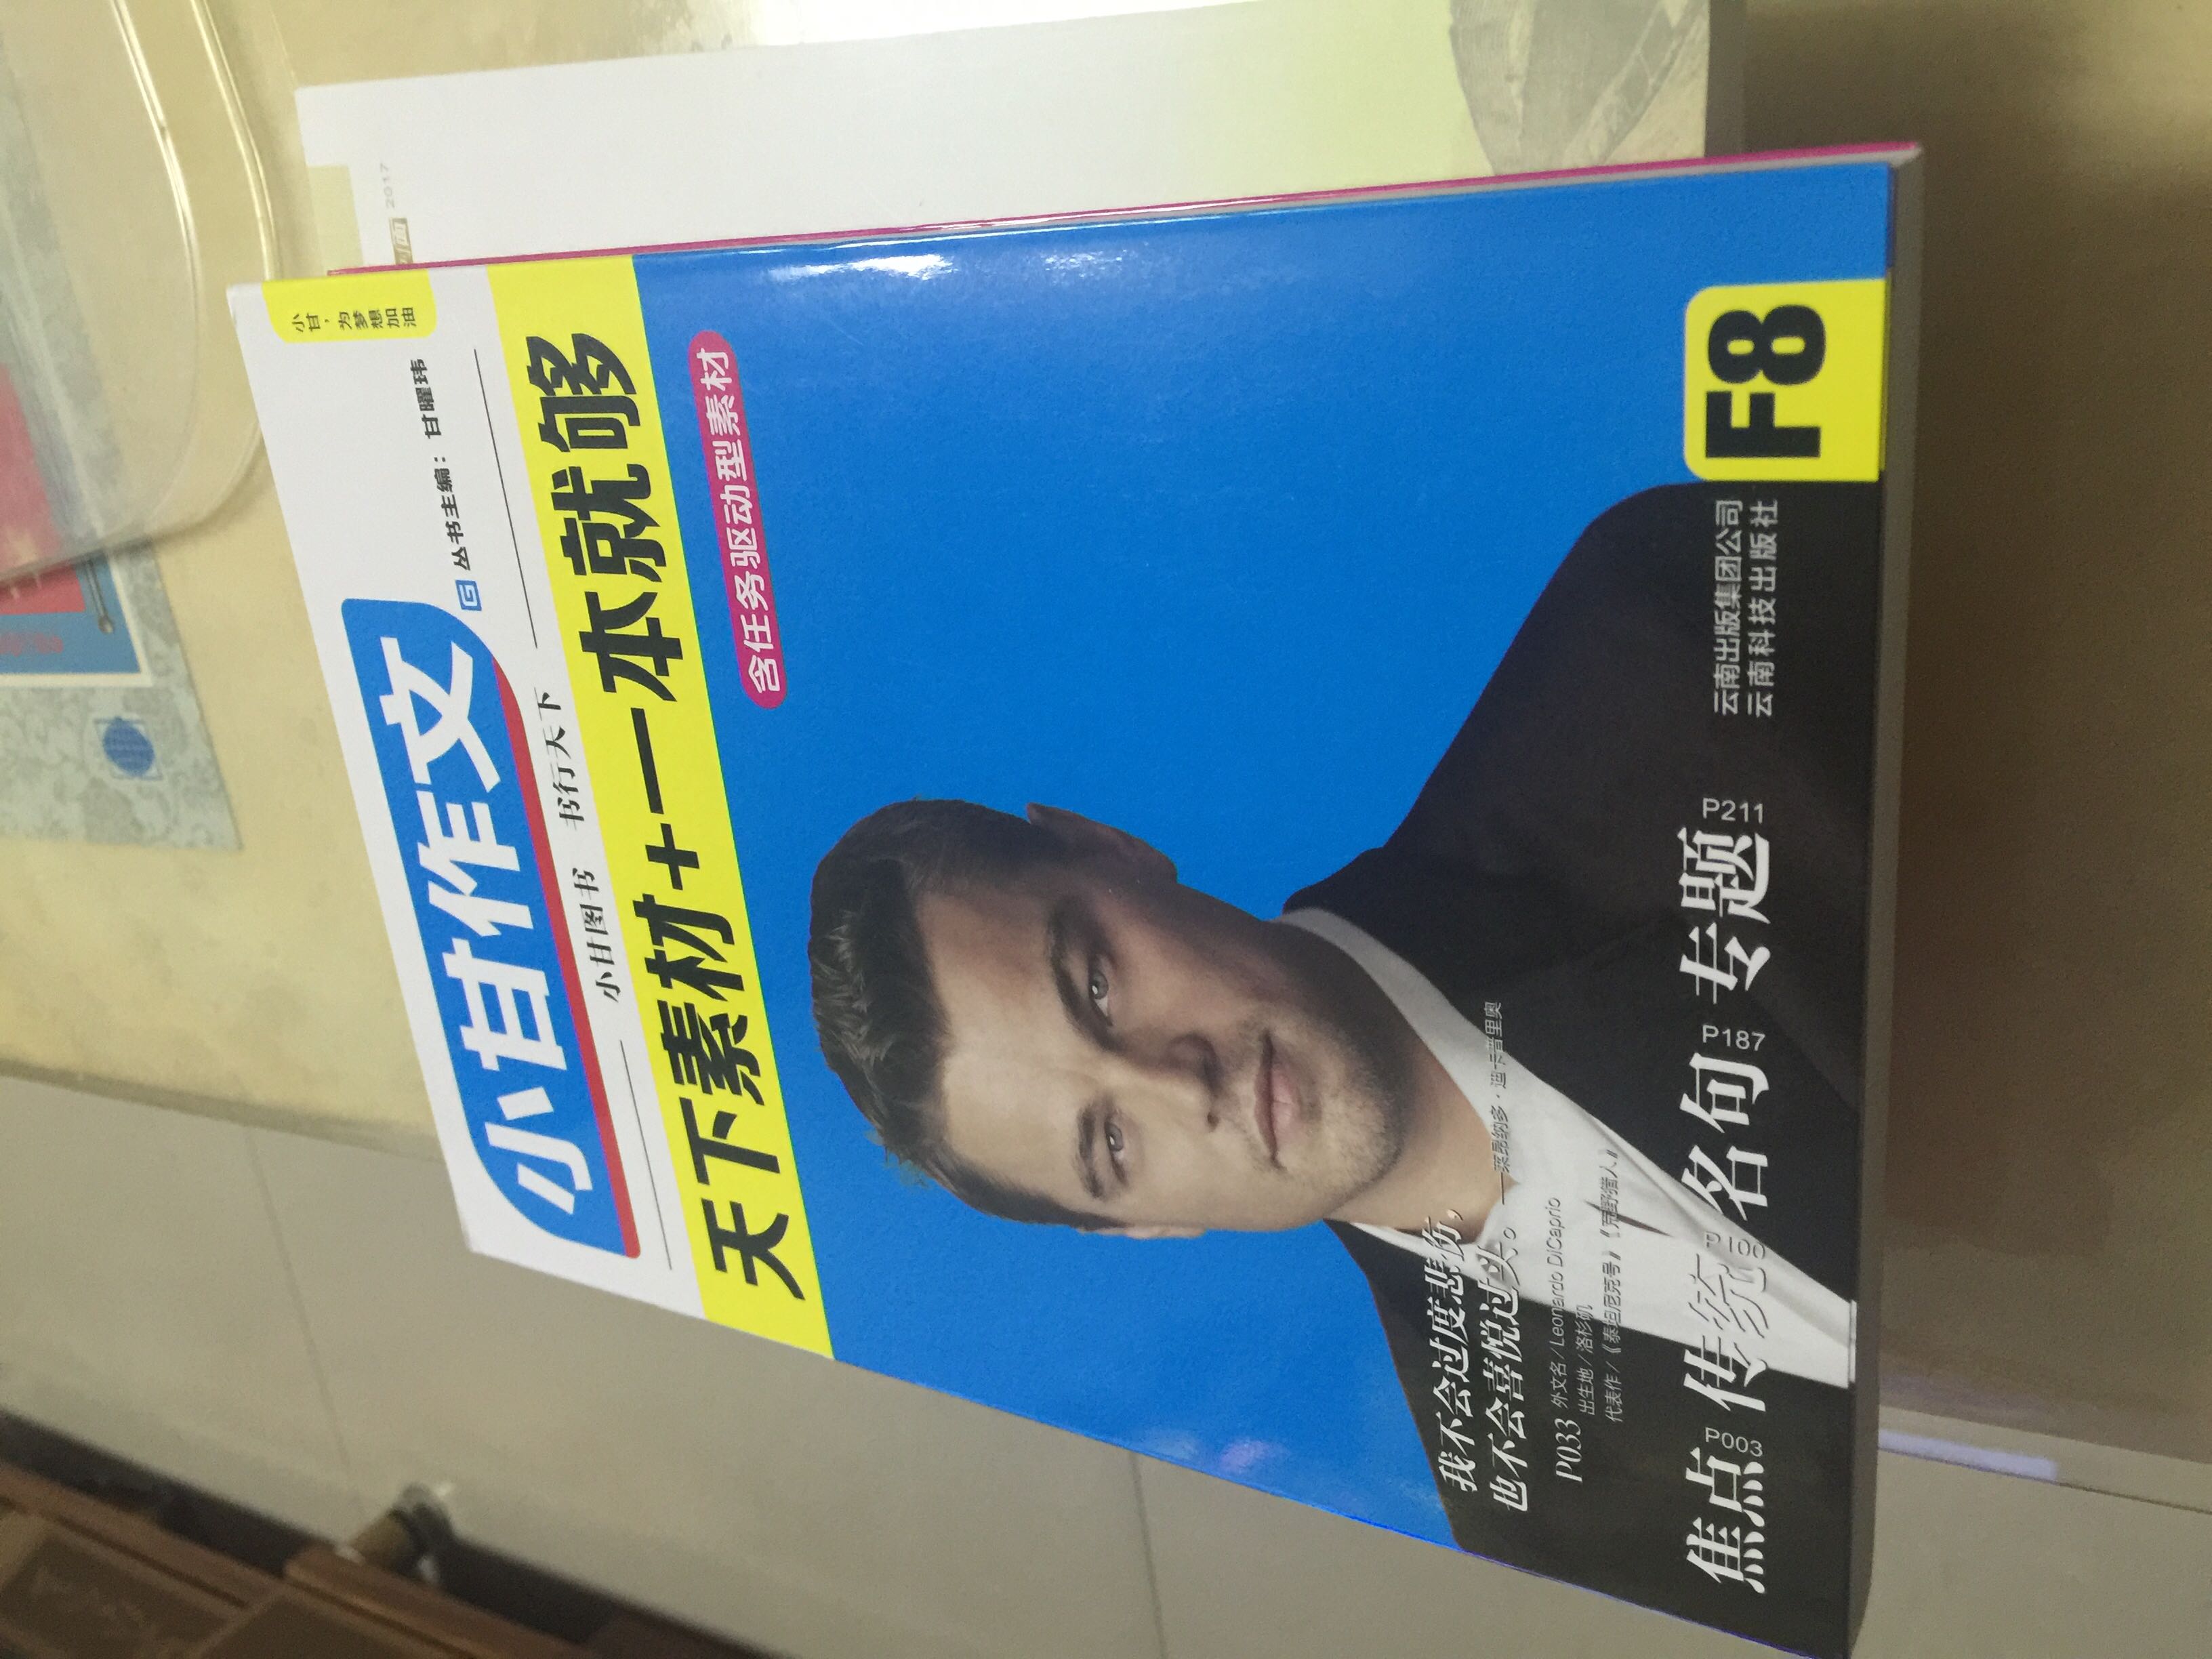 小甘,为
梦想加油
小甘作文
丛书主编：甘曜玮
小甘图书 书行天下
天下素材+一本就够
含任务驱动型素材
我不会过度悲伤，
也不会喜悦过头。——莱昂纳多·迪卡普里奥
P033 外文名/Leonardo DiCaprio
出生地/洛杉矶
代表作/《泰坦尼克号》《荒野猎人》
焦点P003 传统P100 名句P187 专题P211
云南出版集团公司
云南科技出版社
F8
2017